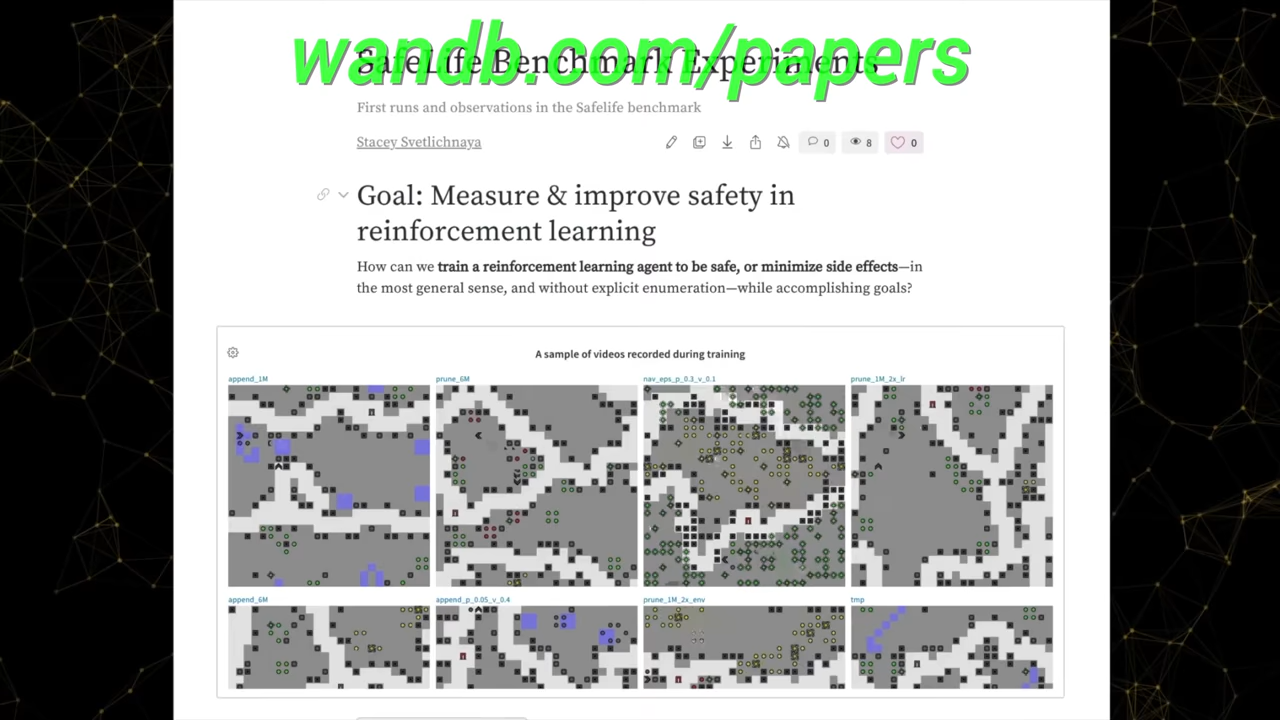 wandb.com/papers
SafeLife Benchmark Experiments
First runs and observations in the Safelife benchmark
Stacey Svetlichnaya
0
8
0
Goal: Measure & improve safety in
reinforcement learning
How can we train a reinforcement learning agent to be safe, or minimize side effects—in
the most general sense, and without explicit enumeration—while accomplishing goals?
A sample of videos recorded during training
append_1M
prune_6M
nav_eps_p_0.3_v_0.1
prune_1M_2x_lr
append_6M
append_p_0.05_v_0.4
prune_1M_2x_env
tmp